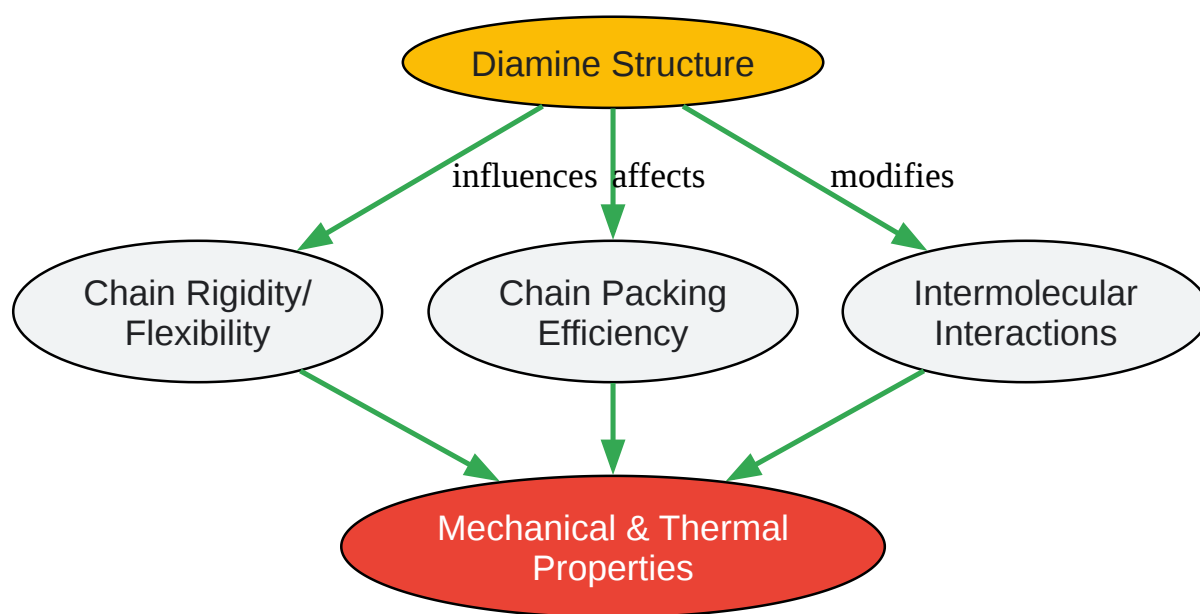 Diamine Structure
influences affects modifies
Chain Rigidity/
Flexibility
Chain Packing
Efficiency
Intermolecular
Interactions
Mechanical & Thermal
Properties